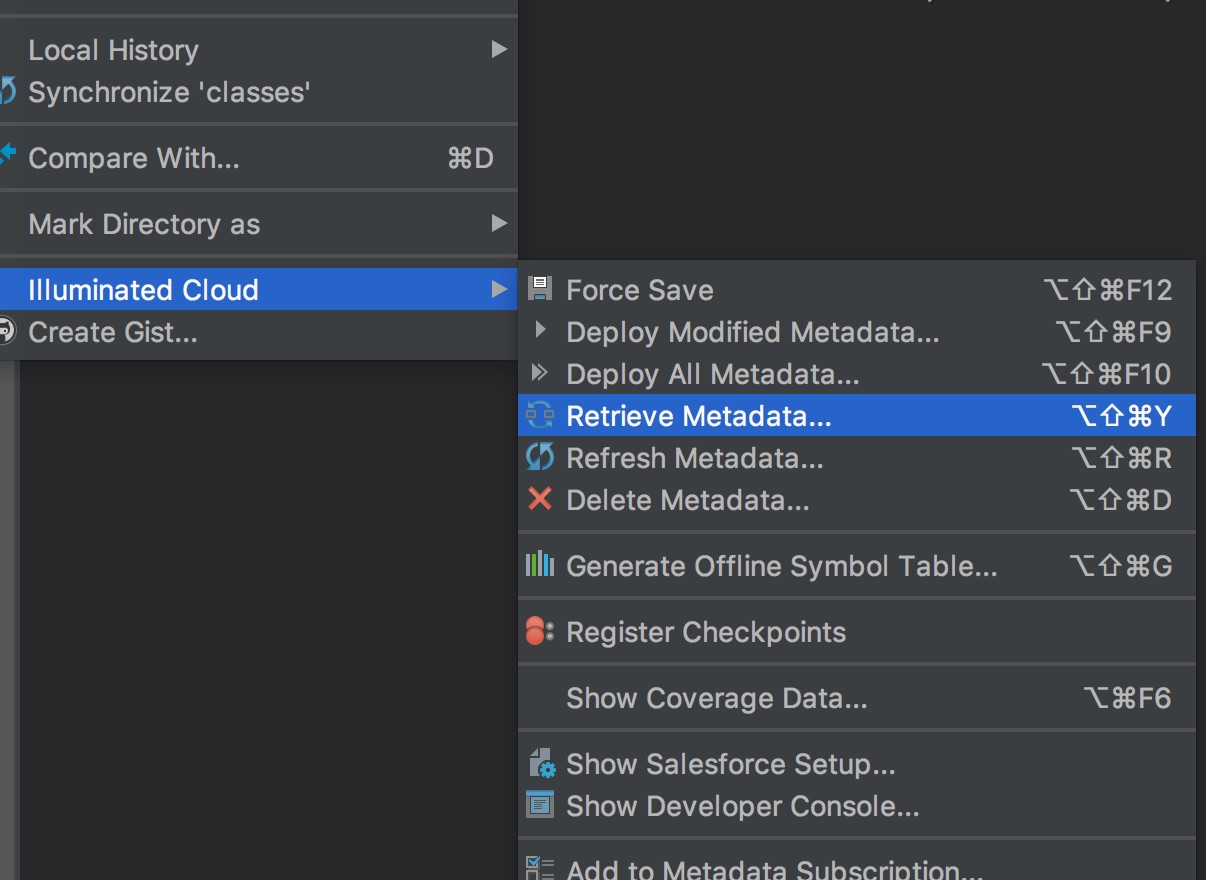 Local History
Synchronize 'classes'
Compare With... ⌘D
Mark Directory as
Illuminated Cloud
Create Gist...
Force Save ⌥⇧⌘F12
Deploy Modified Metadata... ⌥⇧⌘F9
Deploy All Metadata... ⌥⇧⌘F10
Retrieve Metadata... ⌥⇧⌘Y
Refresh Metadata... ⌥⇧⌘R
Delete Metadata... ⌥⇧⌘D
Generate Offline Symbol Table... ⌥⇧⌘G
Register Checkpoints
Show Coverage Data... ⌥⌘F6
Show Salesforce Setup...
Show Developer Console...
Add to Metadata Subscription...